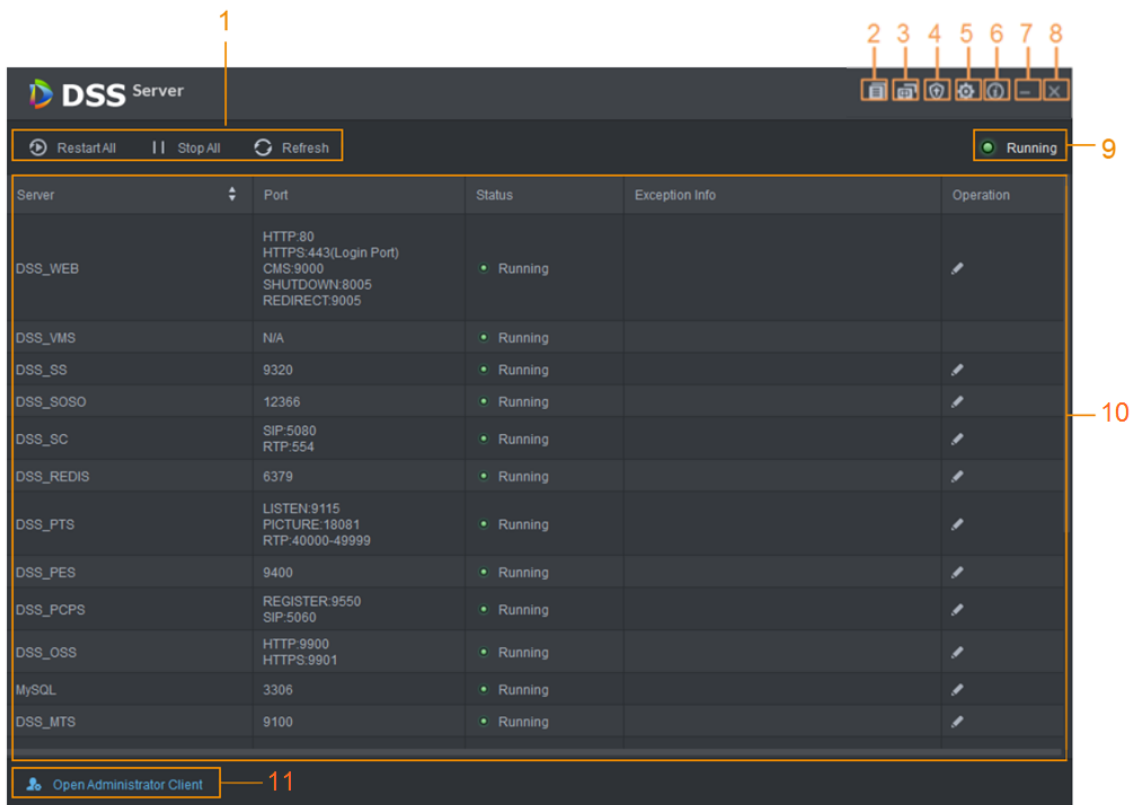 1
2 3 4 5 6 7 8
DSS Server
Restart All Stop All Refresh
Running 9
Server Port Status Exception Info Operation
HTTP:80
HTTPS:443(Login Port)
DSS_WEB CMS:9000 Running
SHUTDOWN:8005
REDIRECT:9005
DSS_VMS N/A Running
DSS_SS 9320 Running
DSS_SOSO 12366 Running
10
DSS_SC SIP:5080 Running
RTP:554
DSS_REDIS 6379 Running
LISTEN:9115
DSS_PTS PICTURE:18081 Running
RTP:40000-49999
DSS_PES 9400 Running
DSS_PCPS REGISTER:9550 Running
SIP:5060
DSS_OSS HTTP:9900 Running
HTTPS:9901
MySQL 3306 Running
DSS_MTS 9100 Running
Open Administrator Client 11